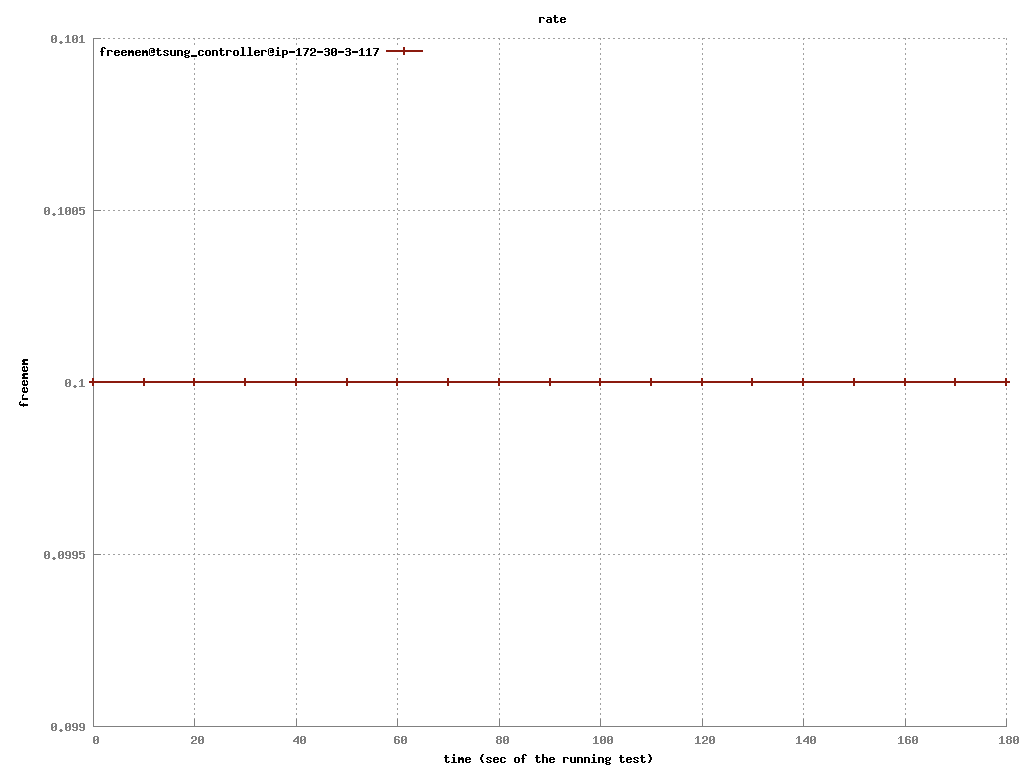 rate
0.101
freemem@tsung_controller@ip-172-30-3-117
0.1005
0.1
freemem
0.0995
0.099
0 20 40 60 80 100 120 140 160 180
time (sec of the running test)